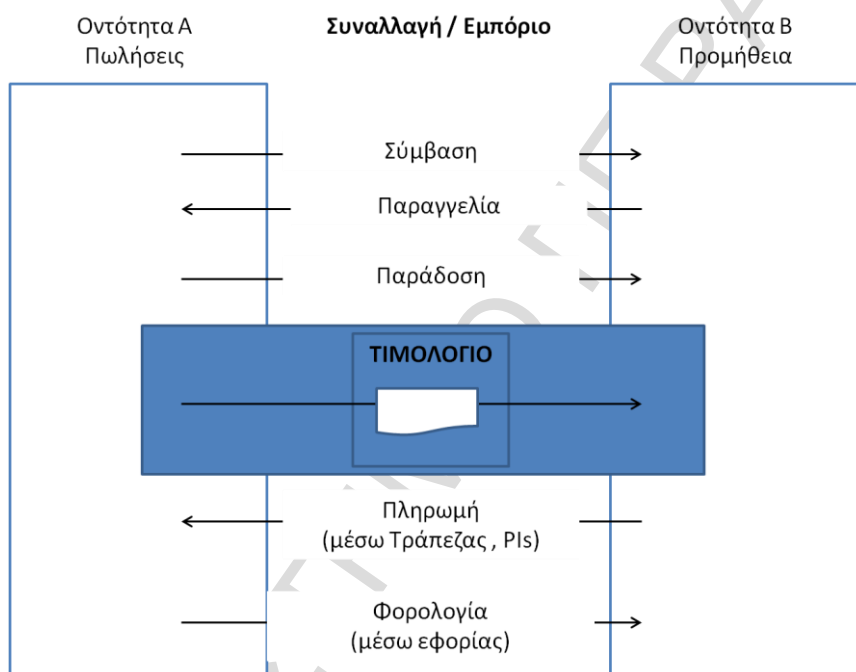 Οντότητα Α
Πωλήσεις
Συναλλαγή / Εμπόριο
Οντότητα Β
Προμήθεια
Σύμβαση
Παραγγελία
Παράδοση
ΤΙΜΟΛΟΓΙΟ
Πληρωμή
(μέσω Τράπεζας , PIs)
Φορολογία
(μέσω εφορίας)